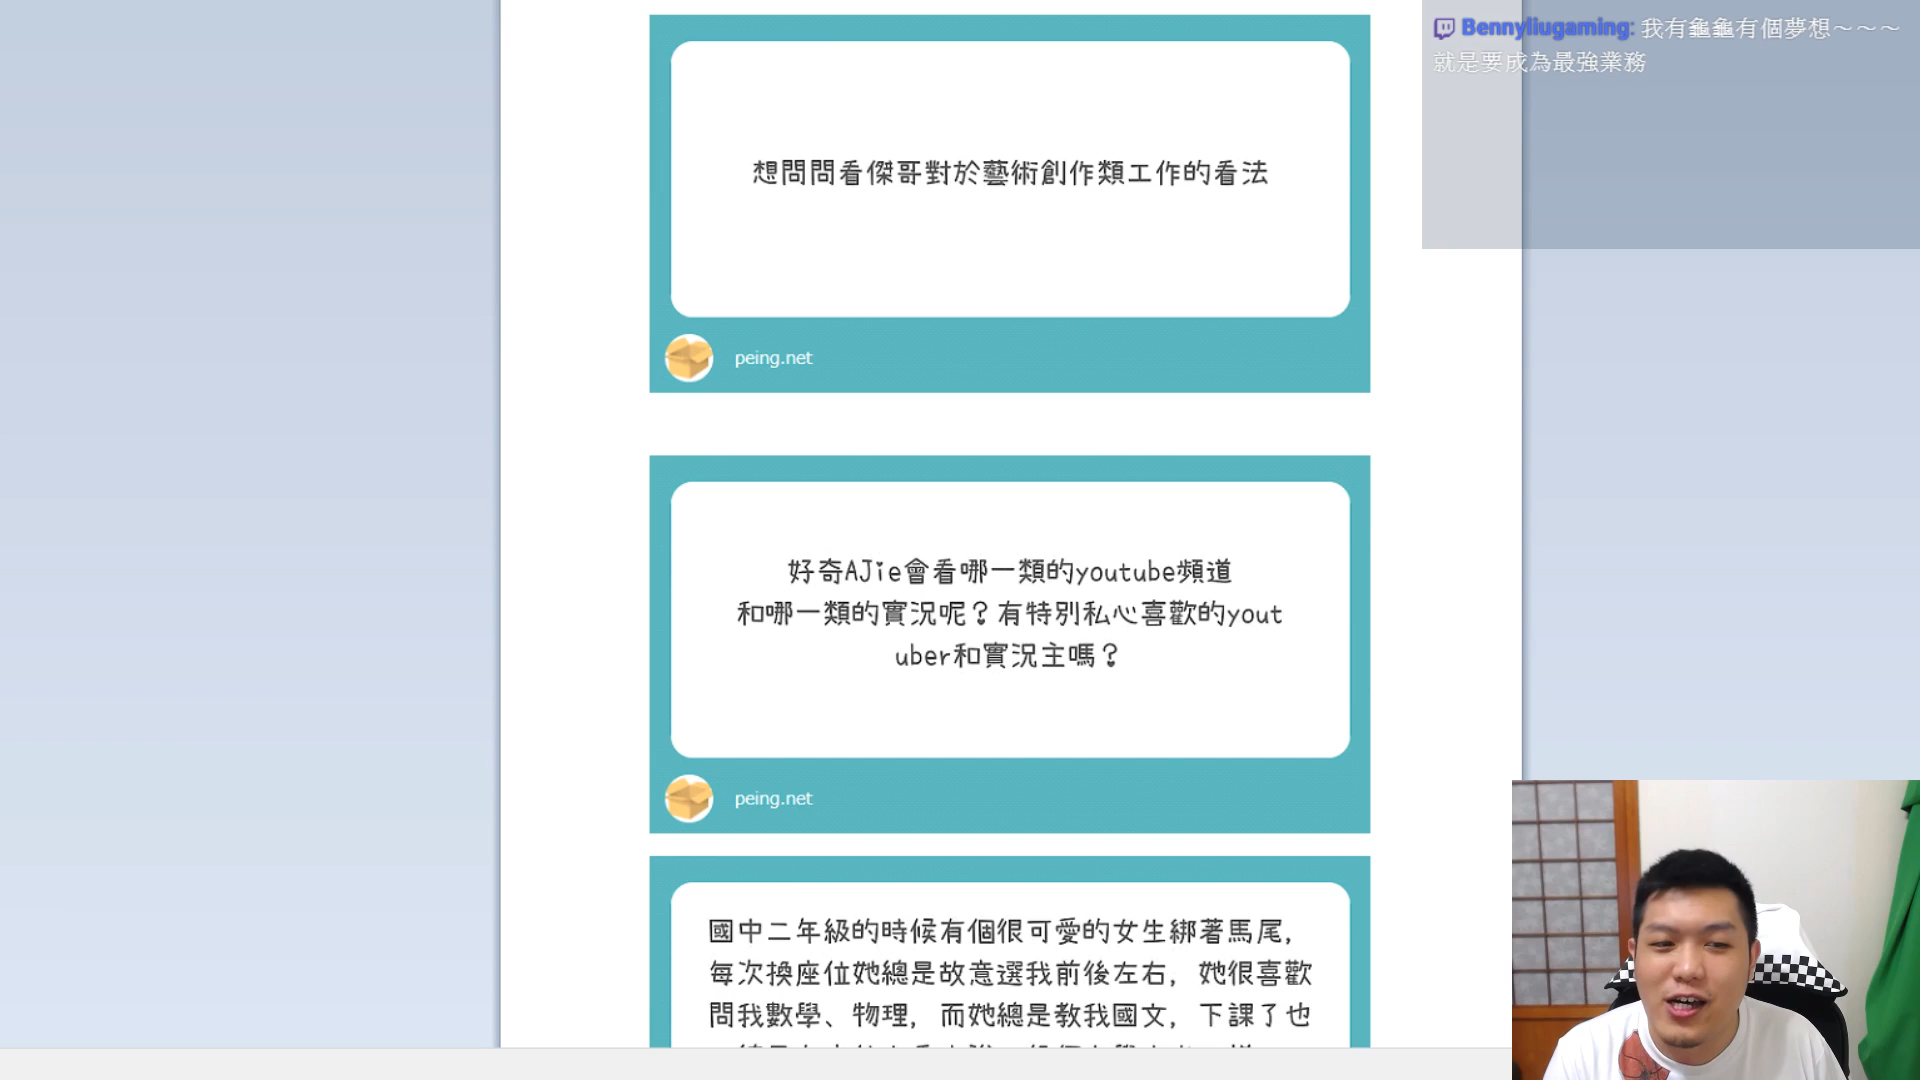 Bennyliugaming: 我有龜龜有個夢想～～～
就是要成為最強業務
想問問看傑哥對於藝術創作類工作的看法
peing.net
好奇AJie會看哪一類的youtube頻道
和哪一類的實況呢？有特別私心喜歡的yout
uber和實況主嗎？
peing.net
國中二年級的時候有個很可愛的女生綁著馬尾，
每次換座位她總是故意選我前後左右，她很喜歡
問我數學、物理，而她總是教我國文，下課了也